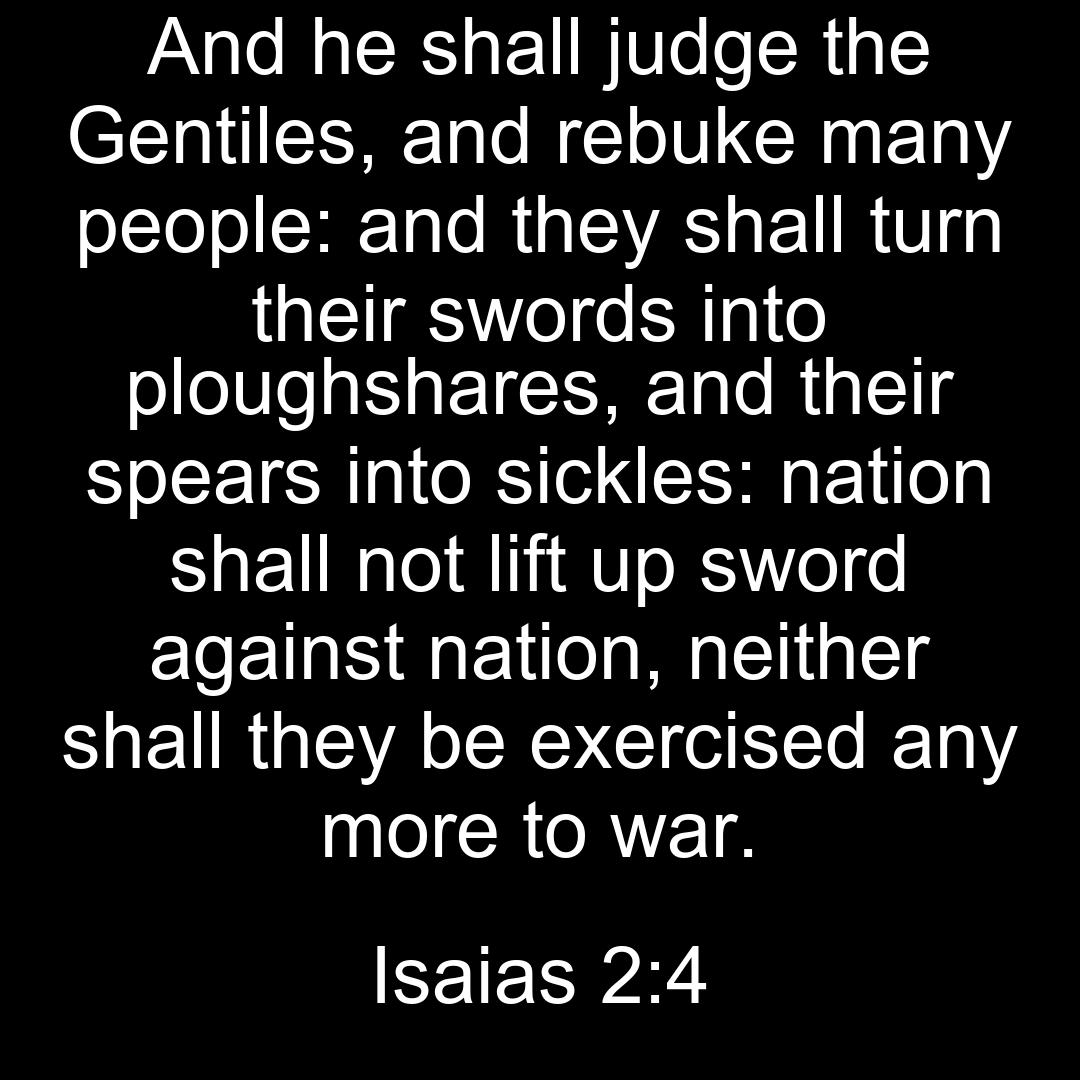 And he shall judge the
Gentiles, and rebuke many
people: and they shall turn
their swords into
ploughshares, and their
spears into sickles: nation
shall not lift up sword
against nation, neither
shall they be exercised any
more to war.
Isaias 2:4